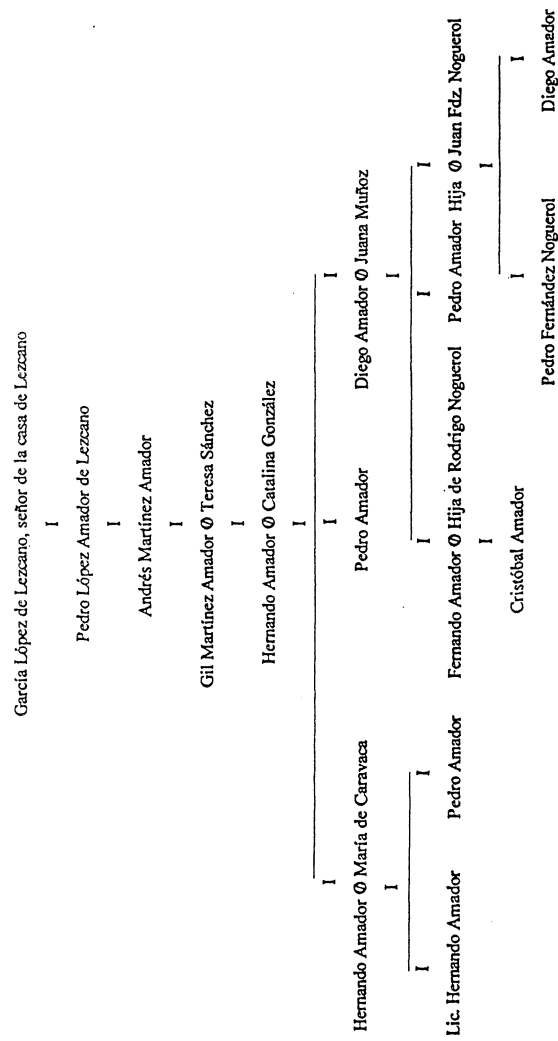 García López de Lezcano, señor de la casa de Lezcano
I
Pedro López Amador de Lezcano
I
Andrés Martínez Amador
I
Gil Martínez Amador Ø Teresa Sánchez
I
Hernando Amador Ø Catalina González
I
I I I
Hernando Amador Ø María de Caravaca Pedro Amador Diego Amador Ø Juana Muñoz
I I
I I I I I
Lic. Hernando Amador Pedro Amador Fernando Amador Ø Hija de Rodrigo Noguerol Pedro Amador Hija Ø Juan Fdz. Noguerol
I I
Cristóbal Amador I I
Pedro Fernández Noguerol Diego Amador